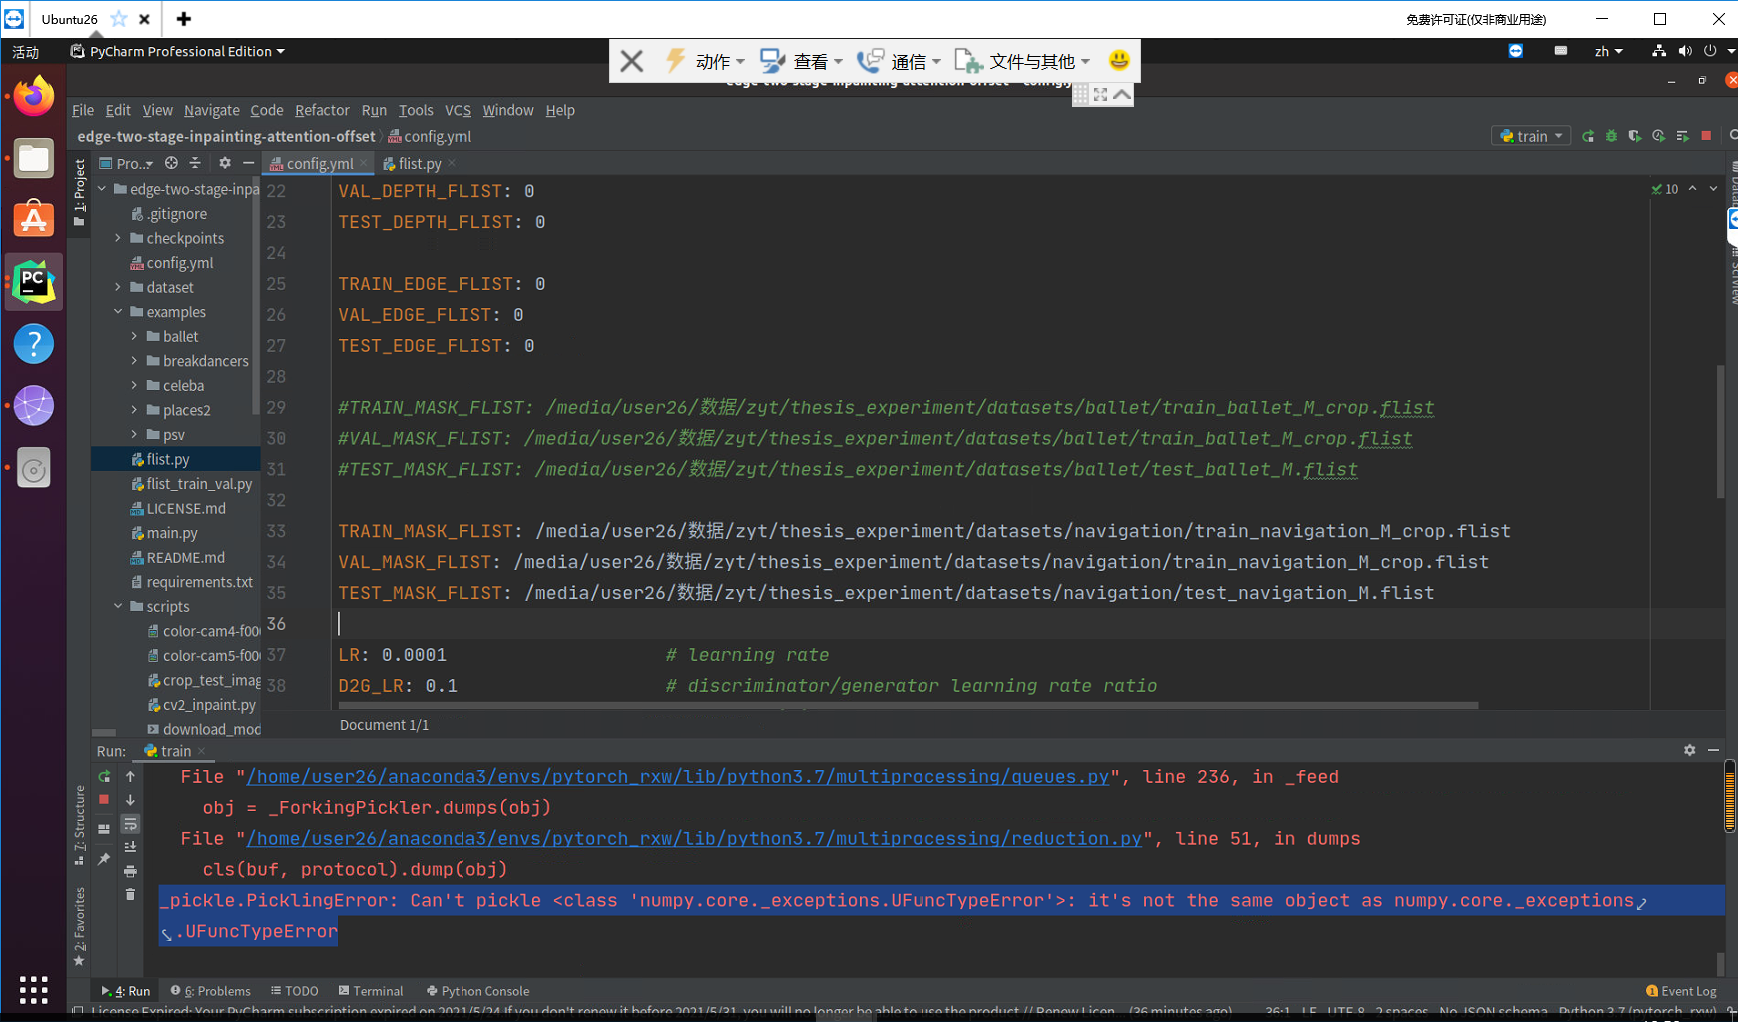 Ubuntu26
免费许可证(仅非商业用途)
活动
PyCharm Professional Edition
动作
查看
通信
文件与其他
zh
File Edit View Navigate Code Refactor Run Tools VCS Window Help
edge-two-stage-inpainting-attention-offset config.yml
train
Pro..
config.yml
flist.py
1: Project
edge-two-stage-inpa
.gitignore
checkpoints
config.yml
dataset
examples
ballet
breakdancers
celeba
places2
psv
flist.py
flist_train_val.py
LICENSE.md
main.py
README.md
requirements.txt
scripts
color-cam4-f00
color-cam5-f00
crop_test_imag
cv2_inpaint.py
download_mod
10
22 VAL_DEPTH_FLIST: 0
23 TEST_DEPTH_FLIST: 0
24
25 TRAIN_EDGE_FLIST: 0
26 VAL_EDGE_FLIST: 0
27 TEST_EDGE_FLIST: 0
28
29 #TRAIN_MASK_FLIST: /media/user26/数据/zyt/thesis_experiment/datasets/ballet/train_ballet_M_crop.flist
30 #VAL_MASK_FLIST: /media/user26/数据/zyt/thesis_experiment/datasets/ballet/train_ballet_M_crop.flist
31 #TEST_MASK_FLIST: /media/user26/数据/zyt/thesis_experiment/datasets/ballet/test_ballet_M.flist
32
33 TRAIN_MASK_FLIST: /media/user26/数据/zyt/thesis_experiment/datasets/navigation/train_navigation_M_crop.flist
34 VAL_MASK_FLIST: /media/user26/数据/zyt/thesis_experiment/datasets/navigation/train_navigation_M_crop.flist
35 TEST_MASK_FLIST: /media/user26/数据/zyt/thesis_experiment/datasets/navigation/test_navigation_M.flist
36
37 LR: 0.0001 # learning rate
38 D2G_LR: 0.1 # discriminator/generator learning rate ratio
Document 1/1
Run: train
File "/home/user26/anaconda3/envs/pytorch_rxw/lib/python3.7/multiprocessing/queues.py", line 236, in _feed
obj = _ForkingPickler.dumps(obj)
File "/home/user26/anaconda3/envs/pytorch_rxw/lib/python3.7/multiprocessing/reduction.py", line 51, in dumps
cls(buf, protocol).dump(obj)
_pickle.PicklingError: Can't pickle <class 'numpy.core._exceptions.UFuncTypeError'>: it's not the same object as numpy.core._exceptions
.UFuncTypeError
7: Structure
2: Favorites
4: Run 6: Problems TODO Terminal Python Console
1 Event Log
License Expired: Your PyCharm subscription expired on 2021/5/24 If you don't renew it before 2021/5/31, you will no longer be able to use the product // Renew Licen... (36 minutes ago) 36:1 LF UTF-8 2 spaces No JSON schema Python 3.7 (pytorch_rxw)